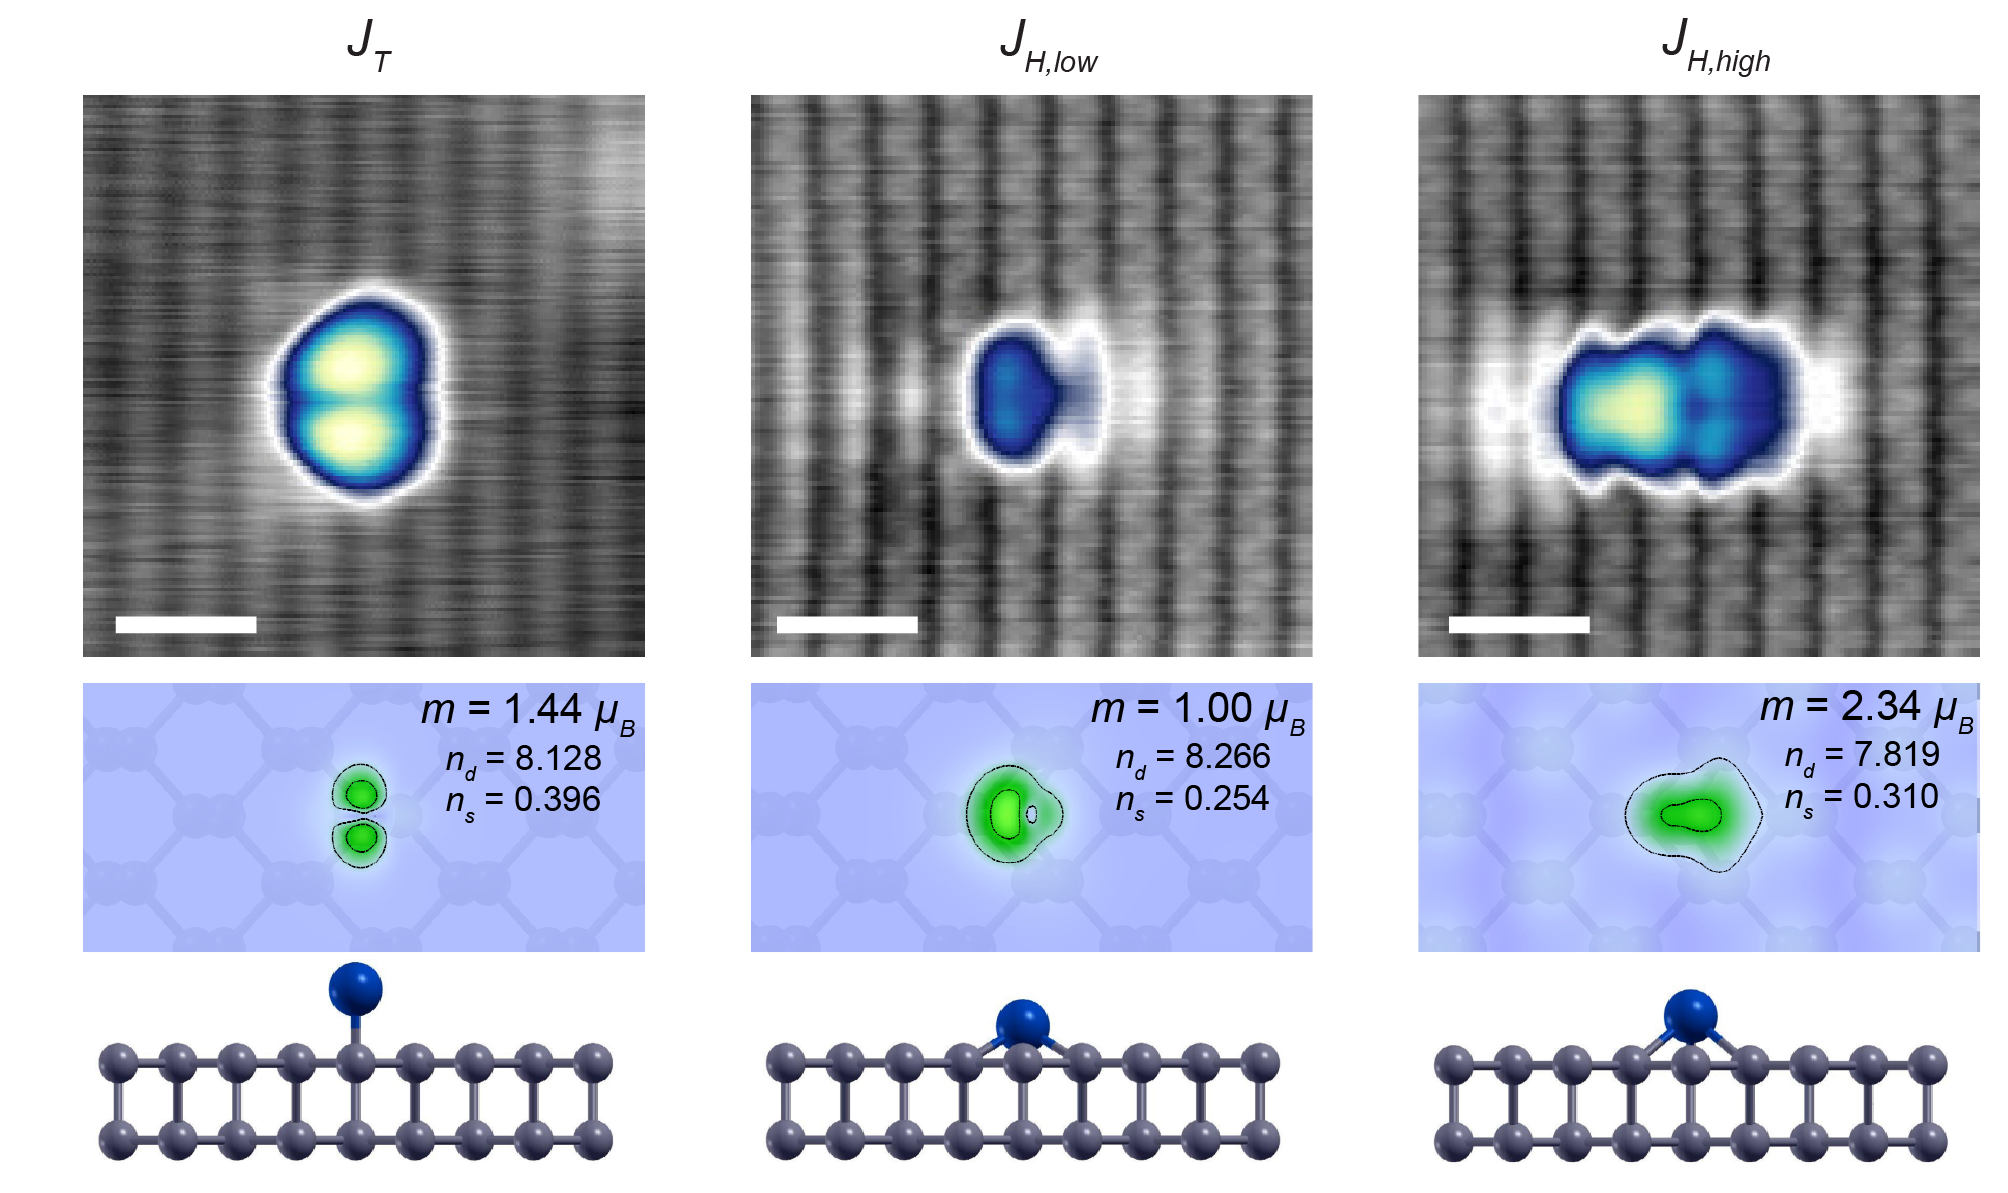 J_T
J_H,low
J_H,high
m = 1.44 μ_B
n_d = 8.128
n_s = 0.396
m = 1.00 μ_B
n_d = 8.266
n_s = 0.254
m = 2.34 μ_B
n_d = 7.819
n_s = 0.310